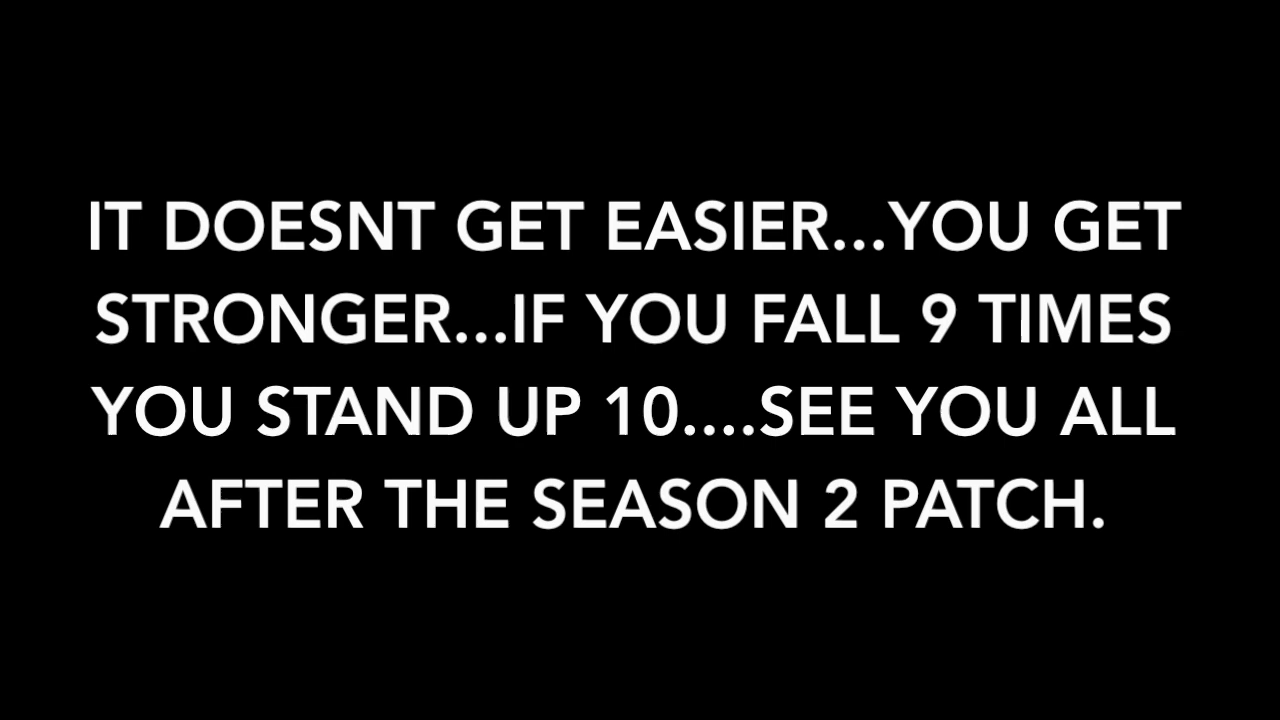 IT DOESNT GET EASIER...YOU GET
STRONGER...IF YOU FALL 9 TIMES
YOU STAND UP 10....SEE YOU ALL
AFTER THE SEASON 2 PATCH.